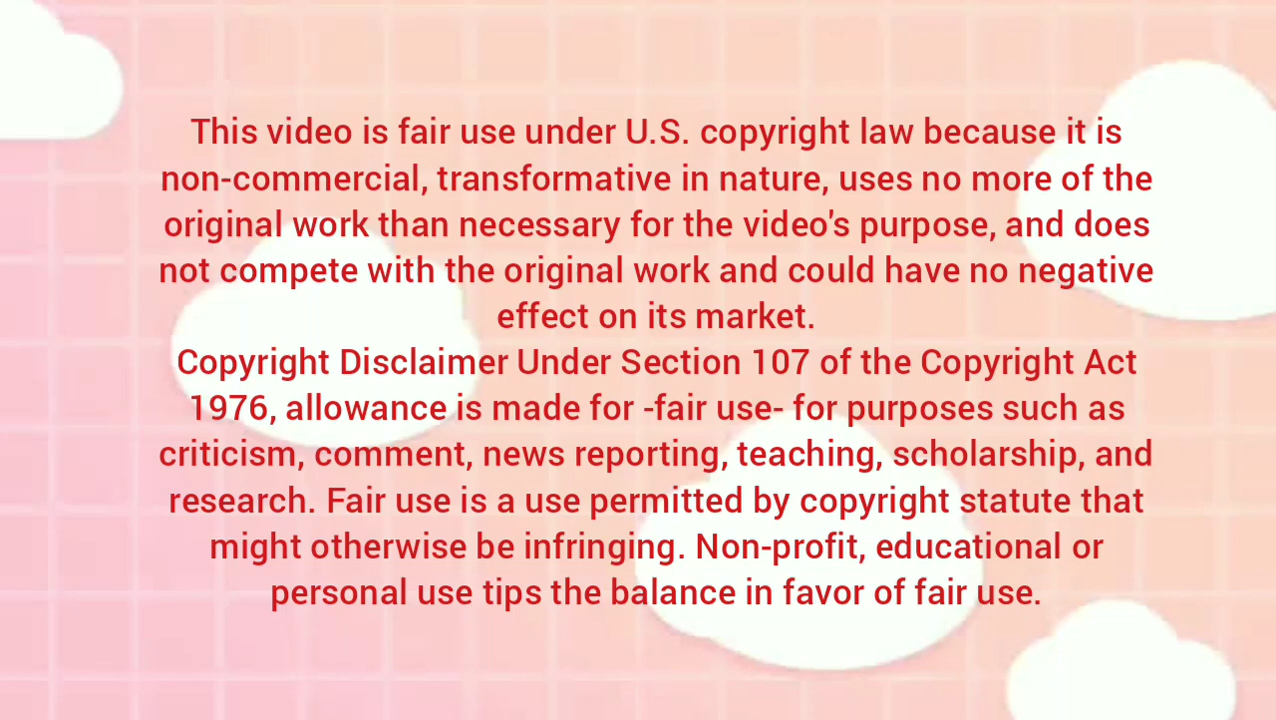 This video is fair use under U.S. copyright law because it is
non-commercial, transformative in nature, uses no more of the
original work than necessary for the video's purpose, and does
not compete with the original work and could have no negative
effect on its market.
Copyright Disclaimer Under Section 107 of the Copyright Act
1976, allowance is made for -fair use- for purposes such as
criticism, comment, news reporting, teaching, scholarship, and
research. Fair use is a use permitted by copyright statute that
might otherwise be infringing. Non-profit, educational or
personal use tips the balance in favor of fair use.